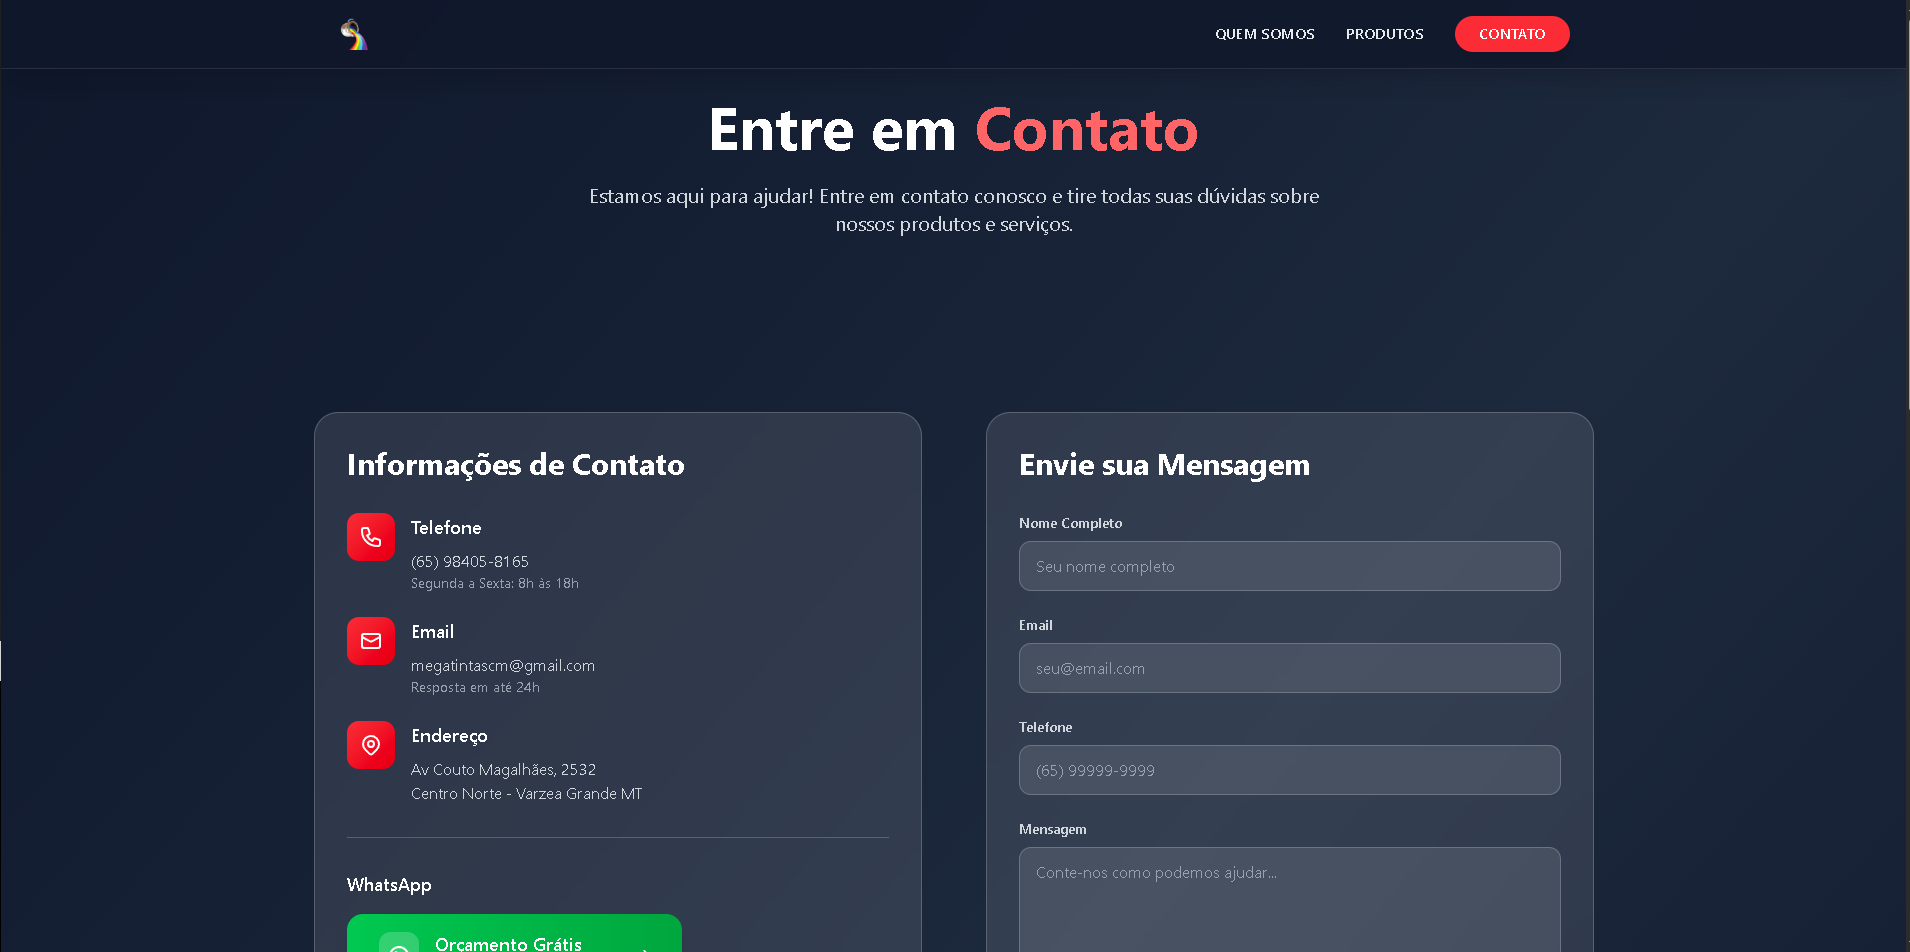 QUEM SOMOS PRODUTOS CONTATO
Entre em Contato
Estamos aqui para ajudar! Entre em contato conosco e tire todas suas dúvidas sobre
nossos produtos e serviços.
Informações de Contato
Telefone
(65) 98405-8165
Segunda a Sexta: 8h às 18h
Email
megatintascm@gmail.com
Resposta em até 24h
Endereço
Av Couto Magalhães, 2532
Centro Norte - Varzea Grande MT
WhatsApp
Orçamento Grátis
Envie sua Mensagem
Nome Completo
Seu nome completo
Email
seu@email.com
Telefone
(65) 99999-9999
Mensagem
Conte-nos como podemos ajudar...